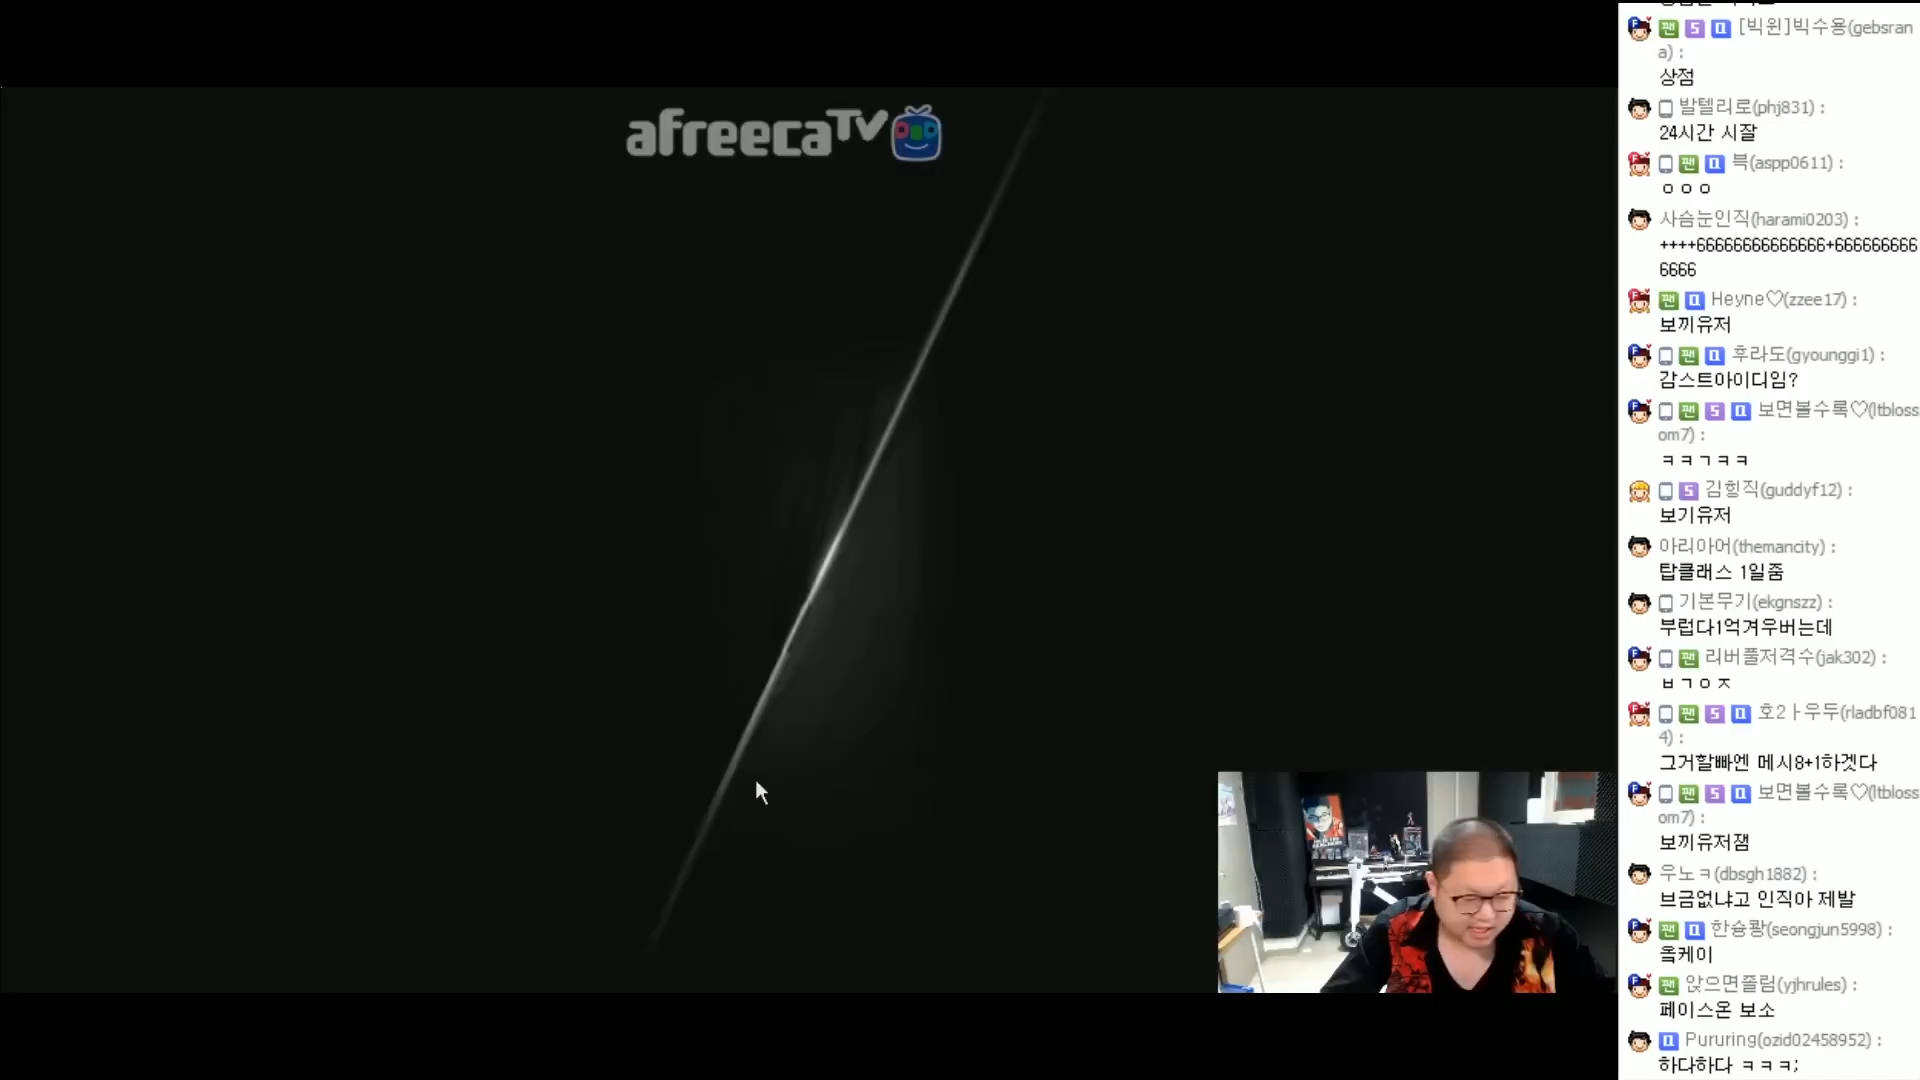 afreecaTV
[빅윈]빅수용(gebsran
a) :
상점
발텔리로(phj831) :
24시간 시잘
븍(aspp0611) :
ㅇㅇㅇ
사슴눈인직(harami0203) :
++++66666666666666+666666666
6666
Heyne♡(zzee17) :
보끼유저
후라도(gyounggi1) :
감스트아이디임?
보면볼수록♡(ltbloss
om7) :
ㅋㅋㄱㅋㅋ
김힝직(guddyf12) :
보기유저
아리아어(themancity) :
탑클래스 1일줌
기본무기(ekgnszz) :
부럽다1억겨우버는데
리버풀저격수(jak302) :
ㅂㄱㅇㅈ
호2ㅏ우두(rladbf081
4) :
그거할빠엔 메시8+1하겟다
보면볼수록♡(ltbloss
om7) :
보끼유저잼
우노ㅋ(dbsgh1882) :
브금없냐고 인직아 제발
한승쾅(seongjun5998) :
옼케이
앉으면쫄림(yjhrules) :
페이스온 보소
Pururing(ozid02458952) :
하다하다 ㅋㅋㅋ;